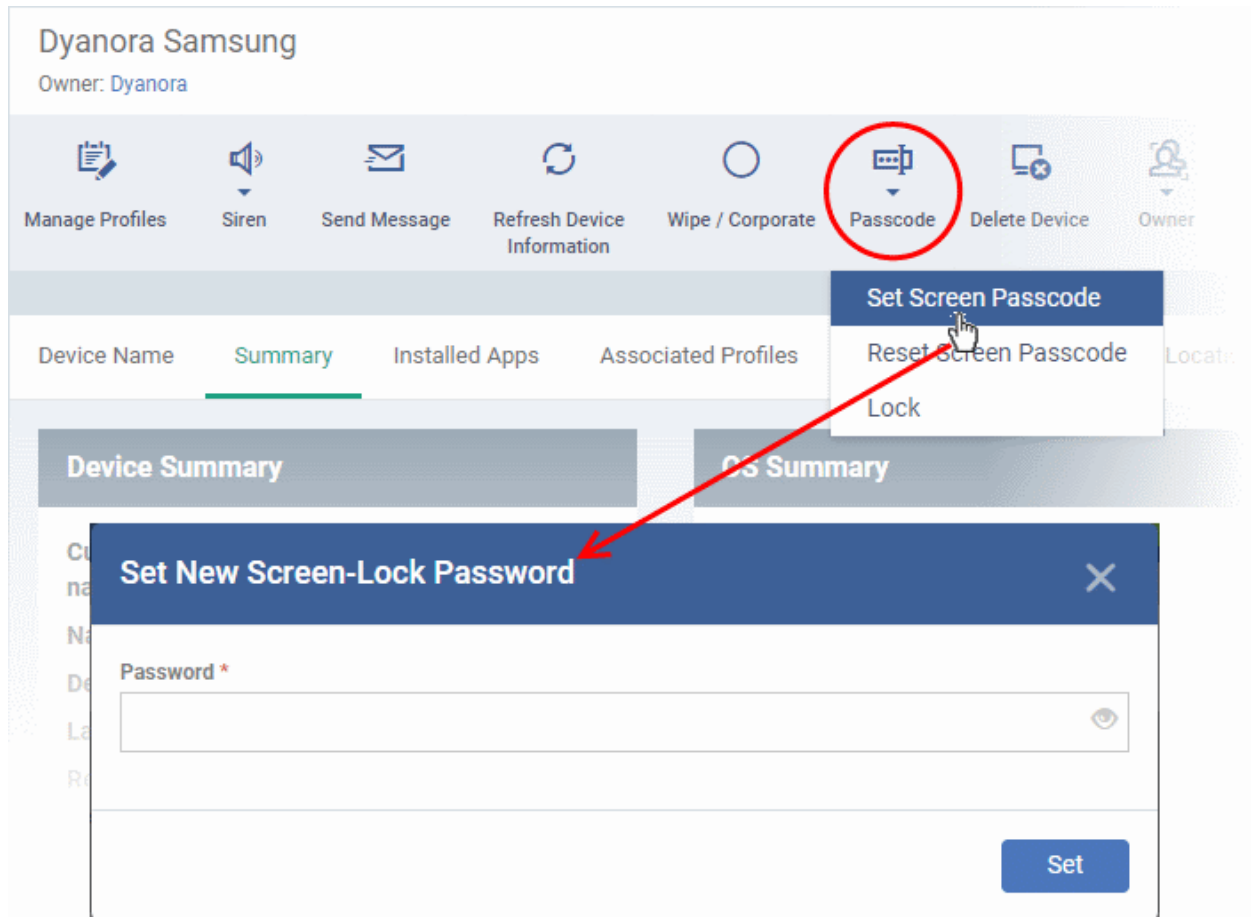 Dyanora Samsung
Owner: Dyanora
Manage Profiles
Siren
Send Message
Refresh Device
Information
Wipe / Corporate
Passcode
Delete Device
Owner
Set Screen Passcode
Reset Screen Passcode
Lock
Device Name
Summary
Installed Apps
Associated Profiles
Device Summary
OS Summary
Set New Screen-Lock Password
Password *
Set